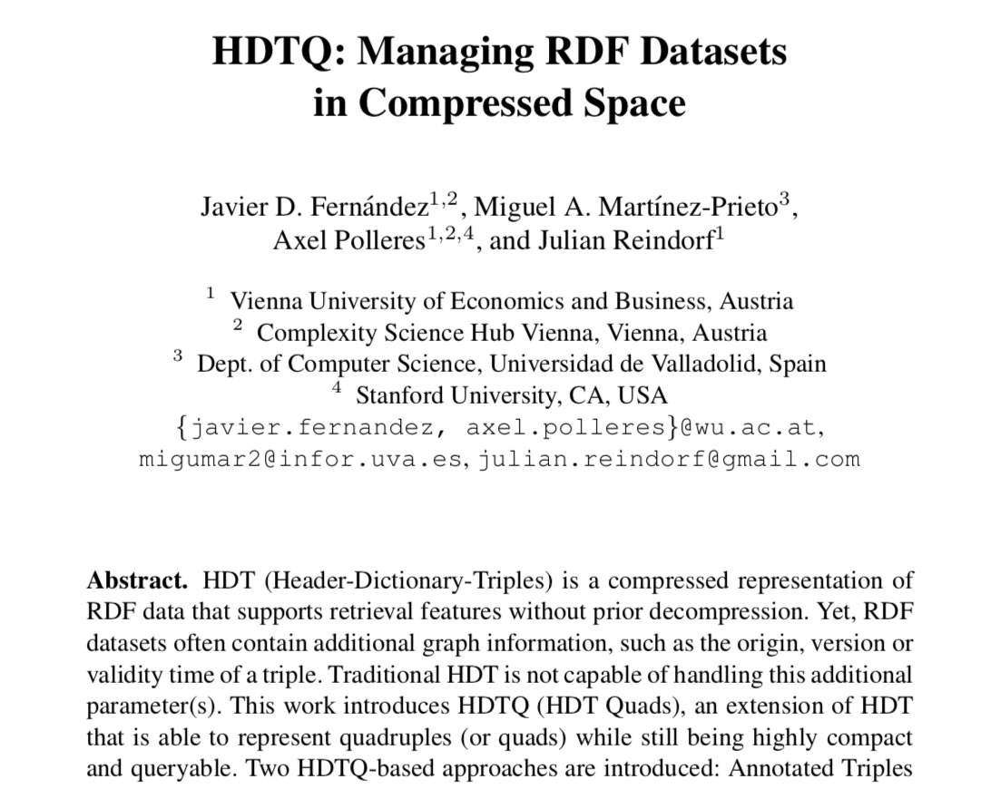 HDTQ: Managing RDF Datasets
in Compressed Space
Javier D. Fernández1,2, Miguel A. Martínez-Prieto3,
Axel Polleres1,2,4, and Julian Reindorf1
1 Vienna University of Economics and Business, Austria
2 Complexity Science Hub Vienna, Vienna, Austria
3 Dept. of Computer Science, Universidad de Valladolid, Spain
4 Stanford University, CA, USA
{javier.fernandez, axel.polleres}@wu.ac.at,
migumar2@infor.uva.es, julian.reindorf@gmail.com
Abstract. HDT (Header-Dictionary-Triples) is a compressed representation of
RDF data that supports retrieval features without prior decompression. Yet, RDF
datasets often contain additional graph information, such as the origin, version or
validity time of a triple. Traditional HDT is not capable of handling this additional
parameter(s). This work introduces HDTQ (HDT Quads), an extension of HDT
that is able to represent quadruples (or quads) while still being highly compact
and queryable. Two HDTQ-based approaches are introduced: Annotated Triples